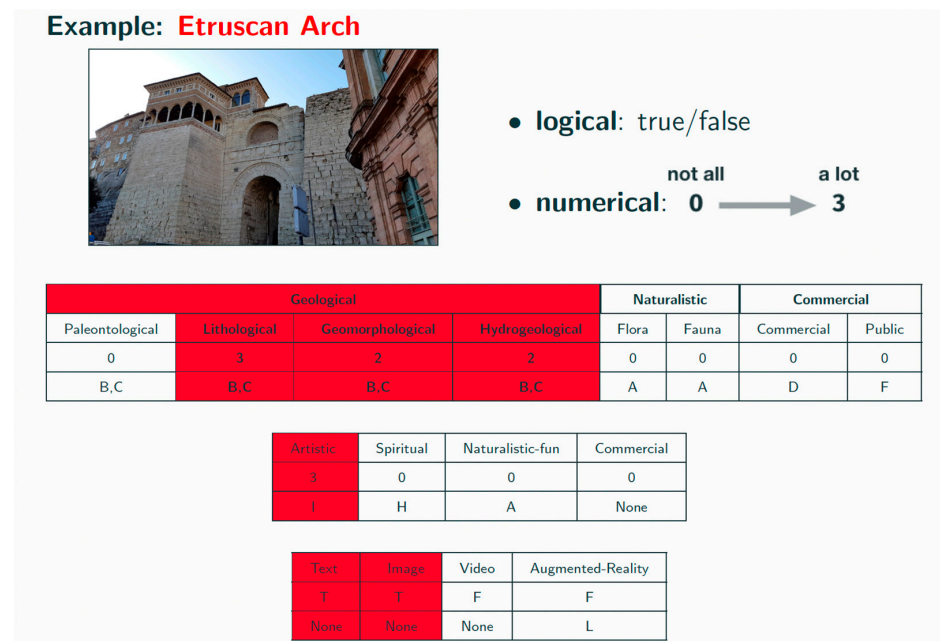 Example: Etruscan Arch
• logical: true/false
not all a lot
• numerical: 0 3
Geological Naturalistic Commercial
Paleontological Lithological Geomorphological Hydrogeological Flora Fauna Commercial Public
0 3 2 2 0 0 0 0
B,C B,C B,C B,C A A D F
Artistic Spiritual Naturalistic-fun Commercial
3 0 0 0
I H A None
Text Image Video Augmented-Reality
T T F F
None None None L